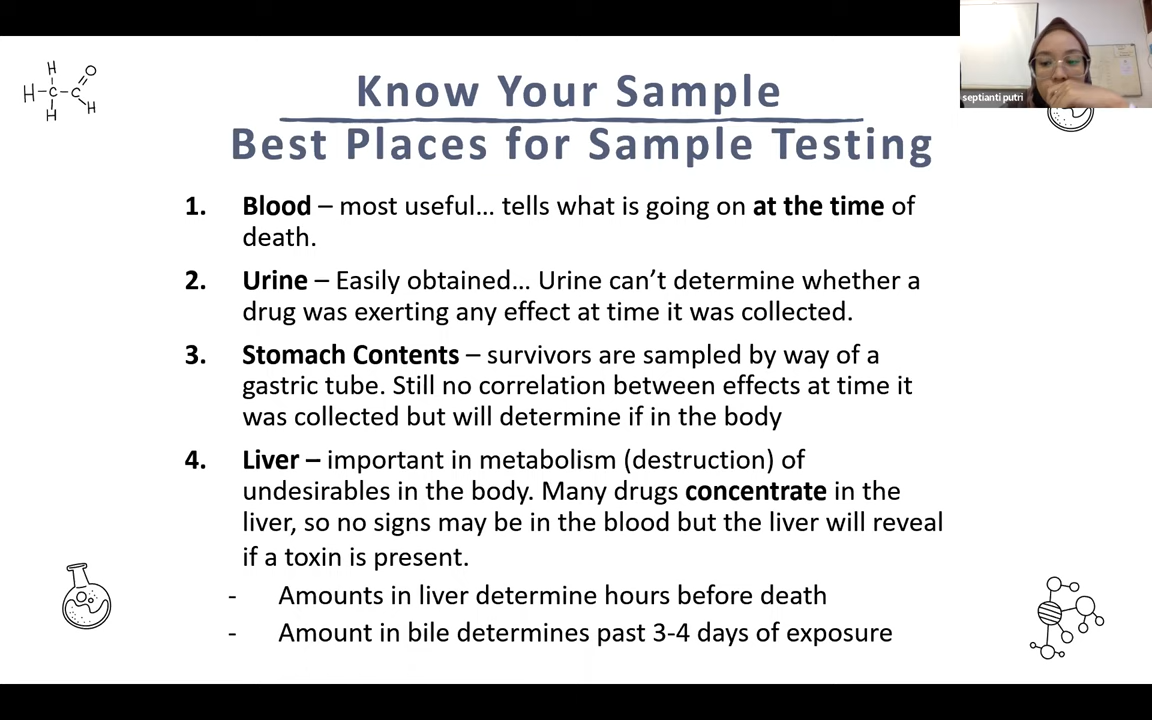 Know Your Sample
Best Places for Sample Testing
septianti putri
1. Blood – most useful… tells what is going on at the time of
death.
2. Urine – Easily obtained… Urine can’t determine whether a
drug was exerting any effect at time it was collected.
3. Stomach Contents – survivors are sampled by way of a
gastric tube. Still no correlation between effects at time it
was collected but will determine if in the body
4. Liver – important in metabolism (destruction) of
undesirables in the body. Many drugs concentrate in the
liver, so no signs may be in the blood but the liver will reveal
if a toxin is present.
- Amounts in liver determine hours before death
- Amount in bile determines past 3-4 days of exposure
H
O
H-C-C
H
H